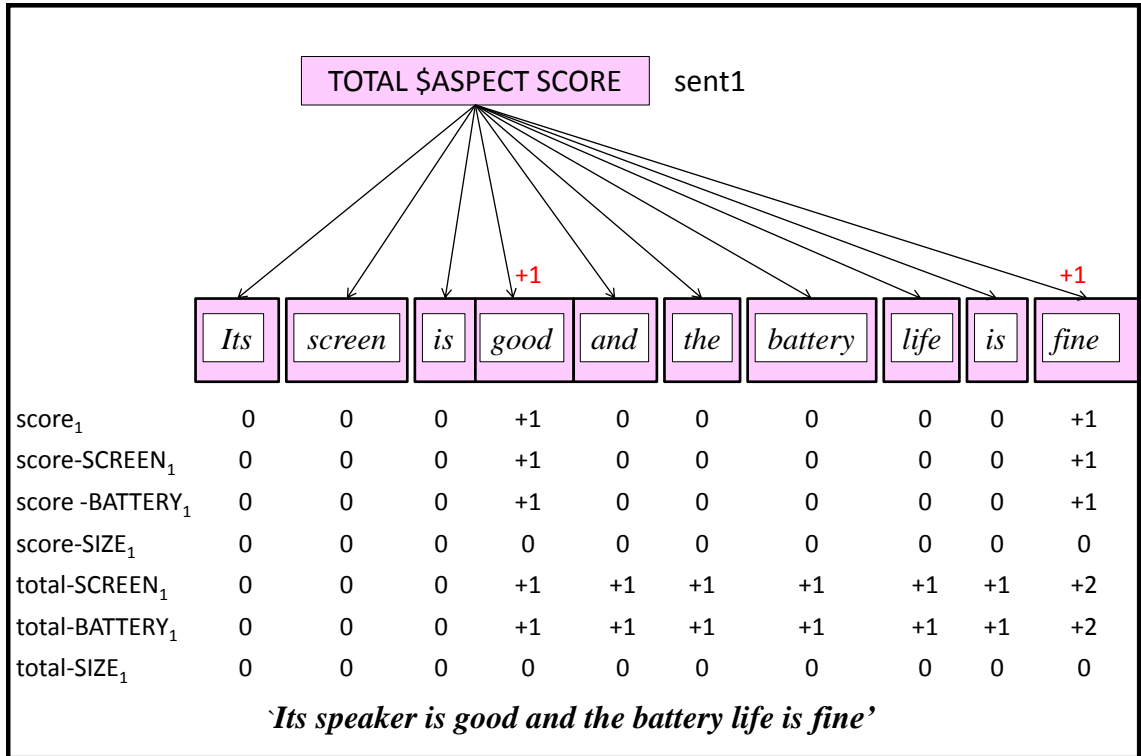 TOTAL $ASPECT SCORE sent1
+1 +1
Its screen is good and the battery life is fine
score1 0 0 0 +1 0 0 0 0 0 +1
score-SCREEN1 0 0 0 +1 0 0 0 0 0 +1
score -BATTERY1 0 0 0 +1 0 0 0 0 0 +1
score-SIZE1 0 0 0 0 0 0 0 0 0 0
total-SCREEN1 0 0 0 +1 +1 +1 +1 +1 +1 +2
total-BATTERY1 0 0 0 +1 +1 +1 +1 +1 +1 +2
total-SIZE1 0 0 0 0 0 0 0 0 0 0
`Its speaker is good and the battery life is fine’